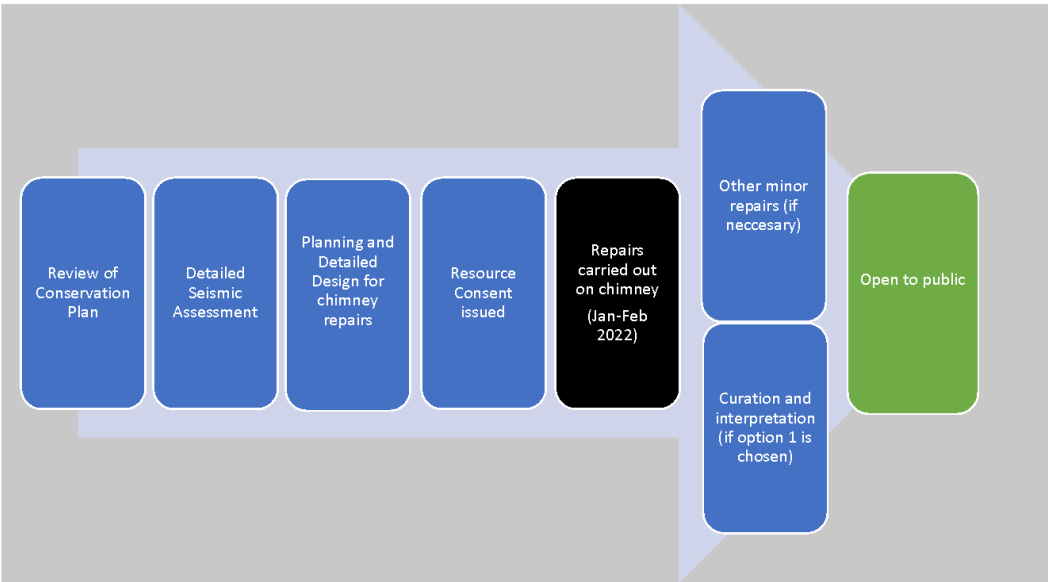 Review of
Conservation
Plan
Detailed
Seismic
Assessment
Planning and
Detailed
Design for
chimney
repairs
Resource
Consent
issued
Repairs
carried out
on chimney
(Jan-Feb
2022)
Other minor
repairs (if
neccesary)
Curation and
interpretation
(if option 1 is
chosen)
Open to public